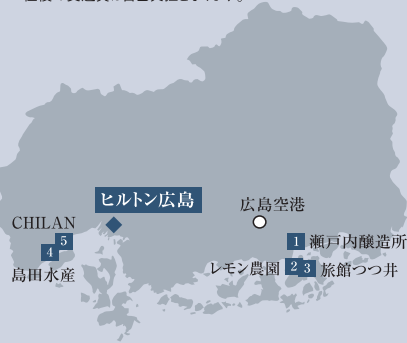 ヒルトン広島
広島空港
CHILAN
5
4
島田水産
1 瀬戸内醸造所
レモン農園 2 3 旅館つつ井